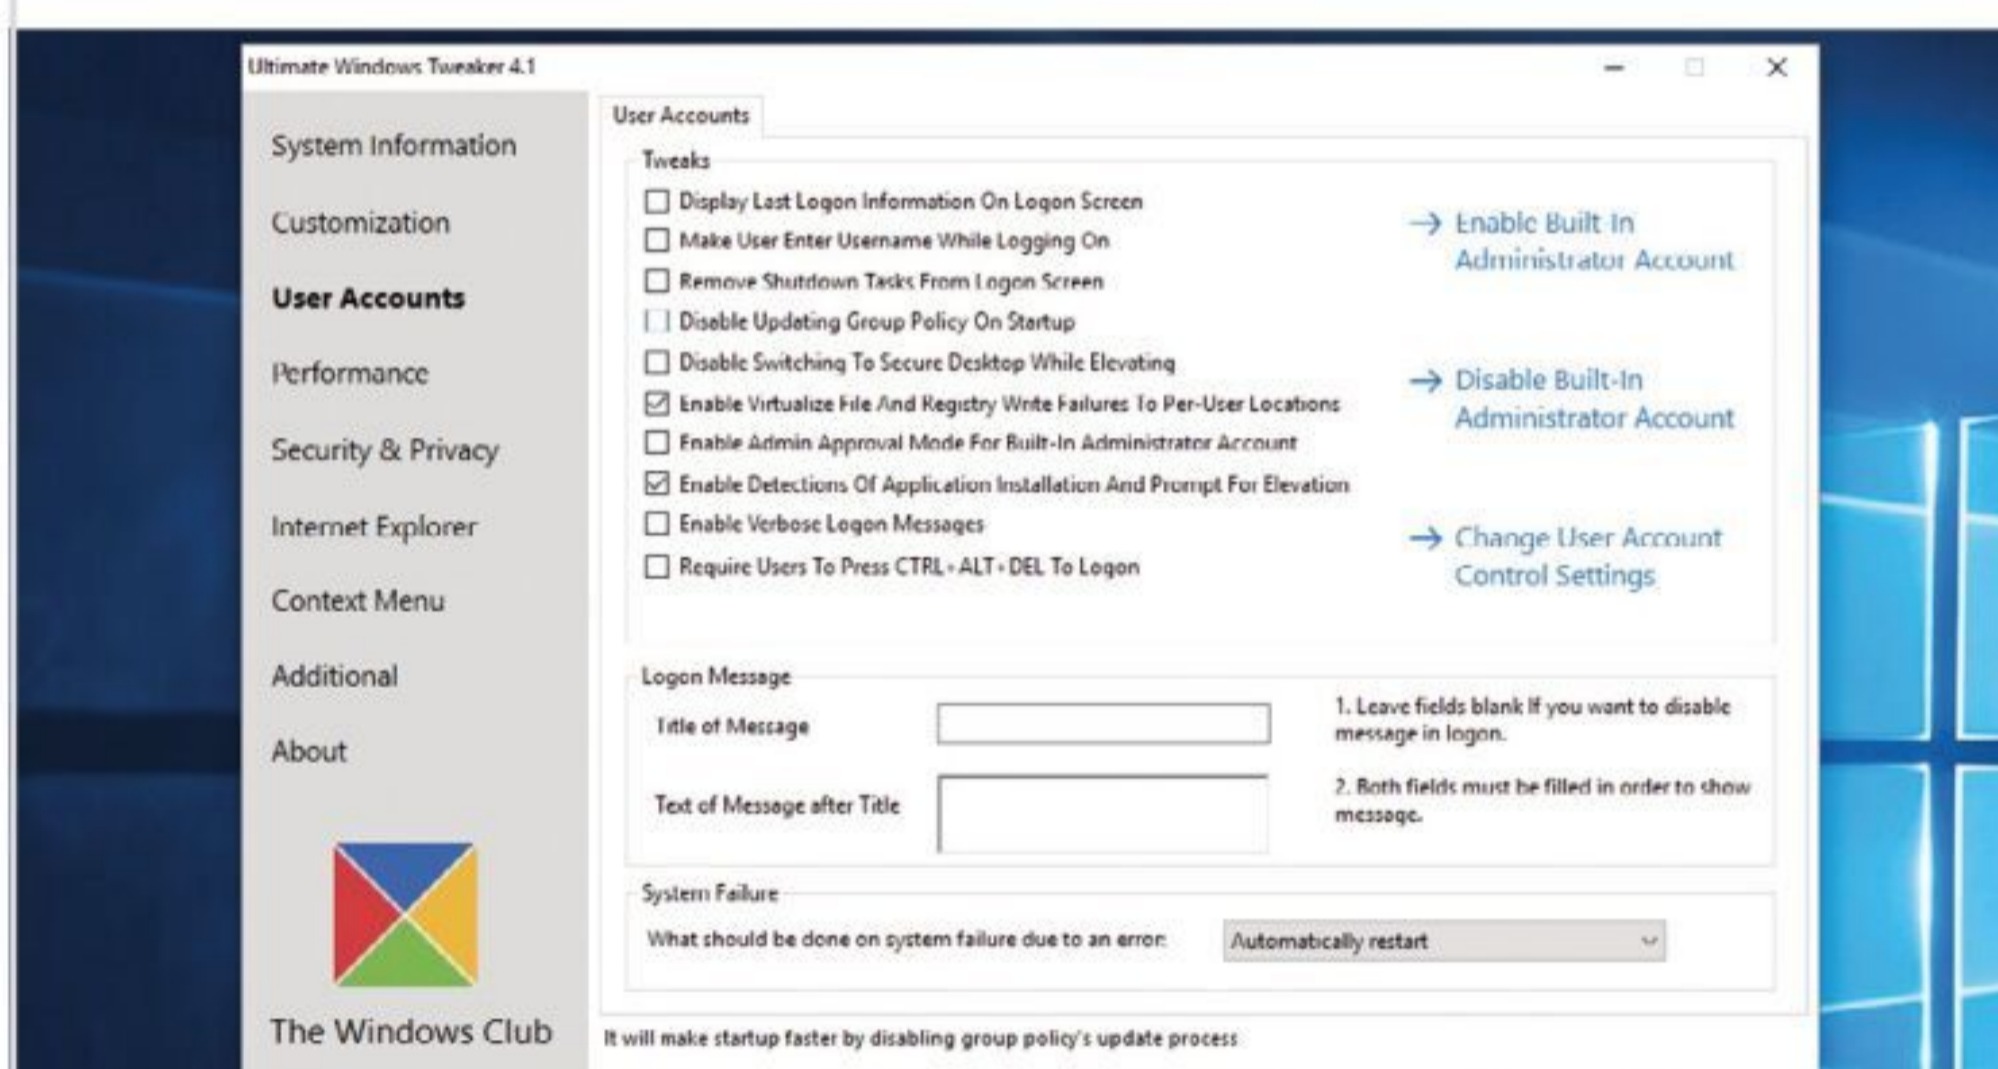 Ultimate Windows Tweaker 4.1
System Information
Customization
User Accounts
Performance
Security & Privacy
Internet Explorer
Context Menu
Additional
About
The Windows Club
User Accounts
Tweaks
Display Last Logon Information On Logon Screen
Make User Enter Username While Logging On
Remove Shutdown Tasks From Logon Screen
Disable Updating Group Policy On Startup
Disable Switching To Secure Desktop While Elevating
Enable Virtualize File And Registry Write Failures To Per-User Locations
Enable Admin Approval Mode For Built-In Administrator Account
Enable Detections Of Application Installation And Prompt For Elevation
Enable Verbose Logon Messages
Require Users To Press CTRL+ALT+DEL To Logon
→ Enable Built-In
Administrator Account
→ Disable Built-In
Administrator Account
→ Change User Account
Control Settings
Logon Message
Title of Message
Text of Message after Title
1. Leave fields blank If you want to disable
message in logon.
2. Both fields must be filled in order to show
message.
System Failure
What should be done on system failure due to an error:
Automatically restart
It will make startup faster by disabling group policy's update process